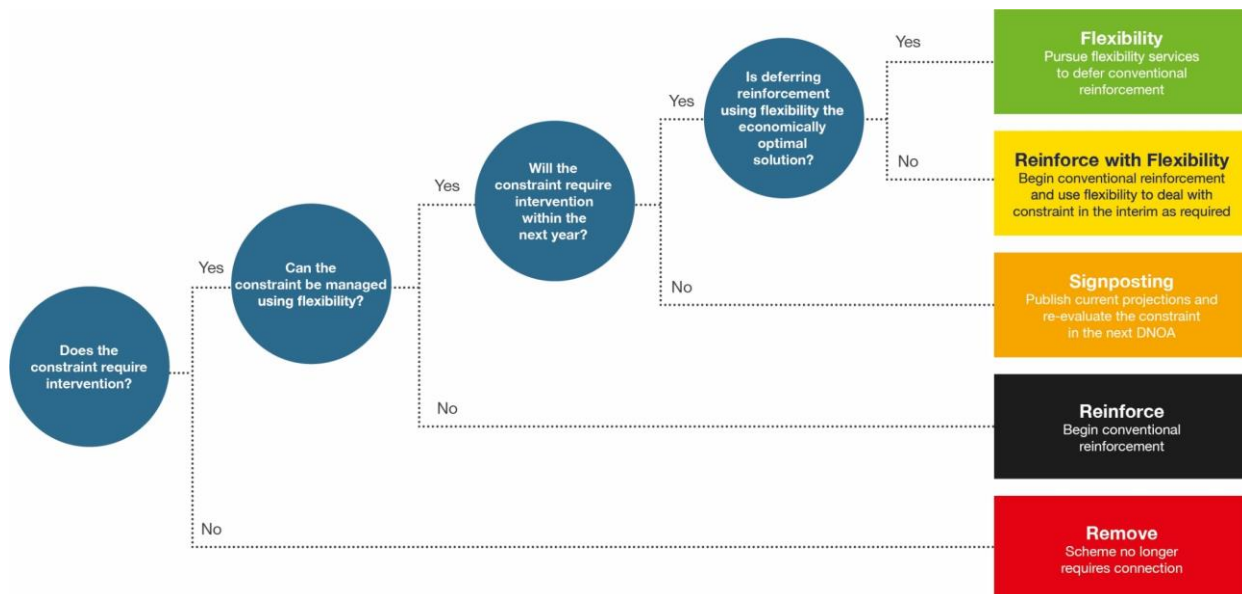 Does the
constraint require
intervention?
Yes
No
Can the
constraint be managed
using flexibility?
Yes
No
Will the
constraint require
intervention
within the
next year?
Yes
No
Is deferring
reinforcement
using flexibility the
economically
optimal
solution?
Yes
No
Flexibility
Pursue flexibility services
to defer conventional
reinforcement
Reinforce with Flexibility
Begin conventional reinforcement
and use flexibility to deal with
constraint in the interim as required
Signposting
Publish current projections and
re-evaluate the constraint
in the next DNOA
Reinforce
Begin conventional
reinforcement
Remove
Scheme no longer
requires connection